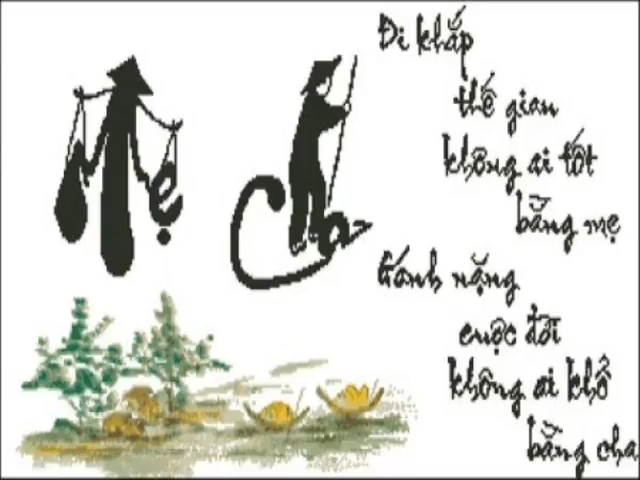 Mẹ Cha
Đi khắp
thế gian
không ai tốt
bằng mẹ
Gánh nặng
cuộc đời
không ai khổ
bằng cha